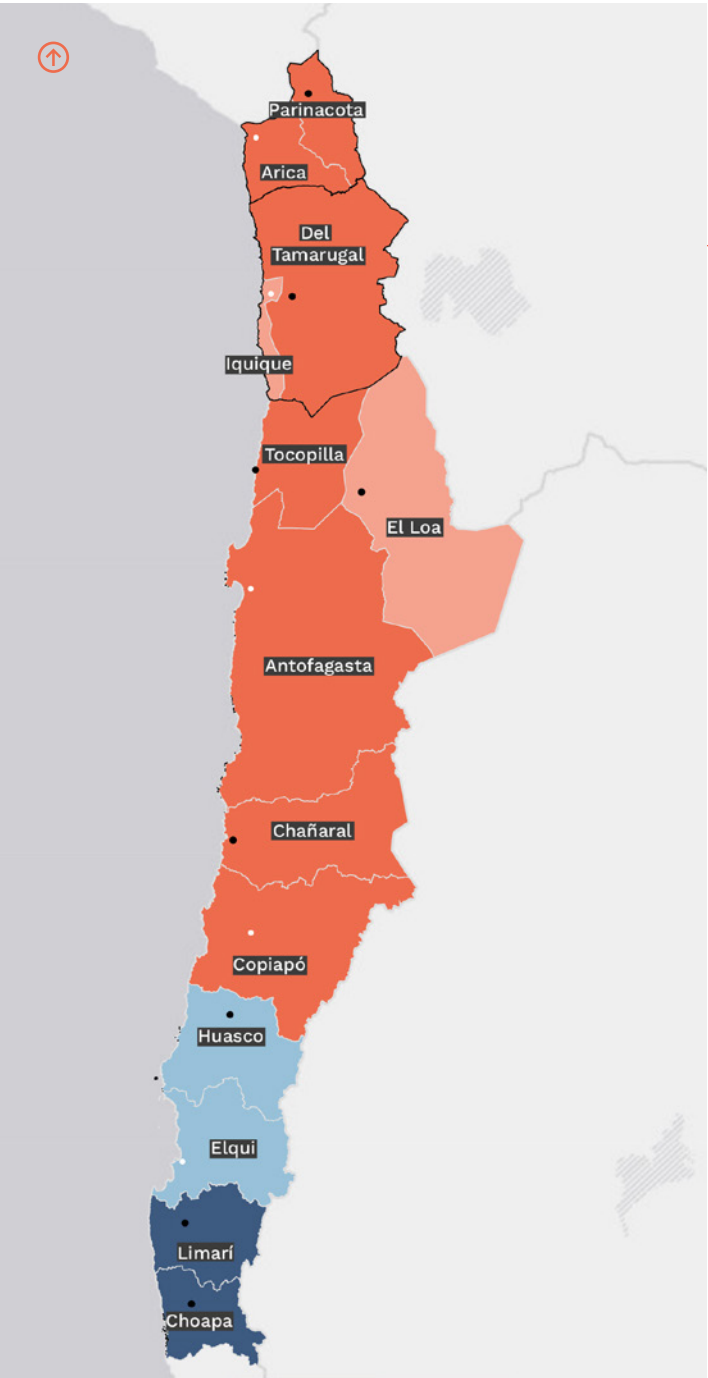 Parinacota
Arica
Del
Tamarugal
Iquique
Tocopilla
El Loa
Antofagasta
Chañaral
Copiapó
Huasco
Elqui
Limarí
Choapa